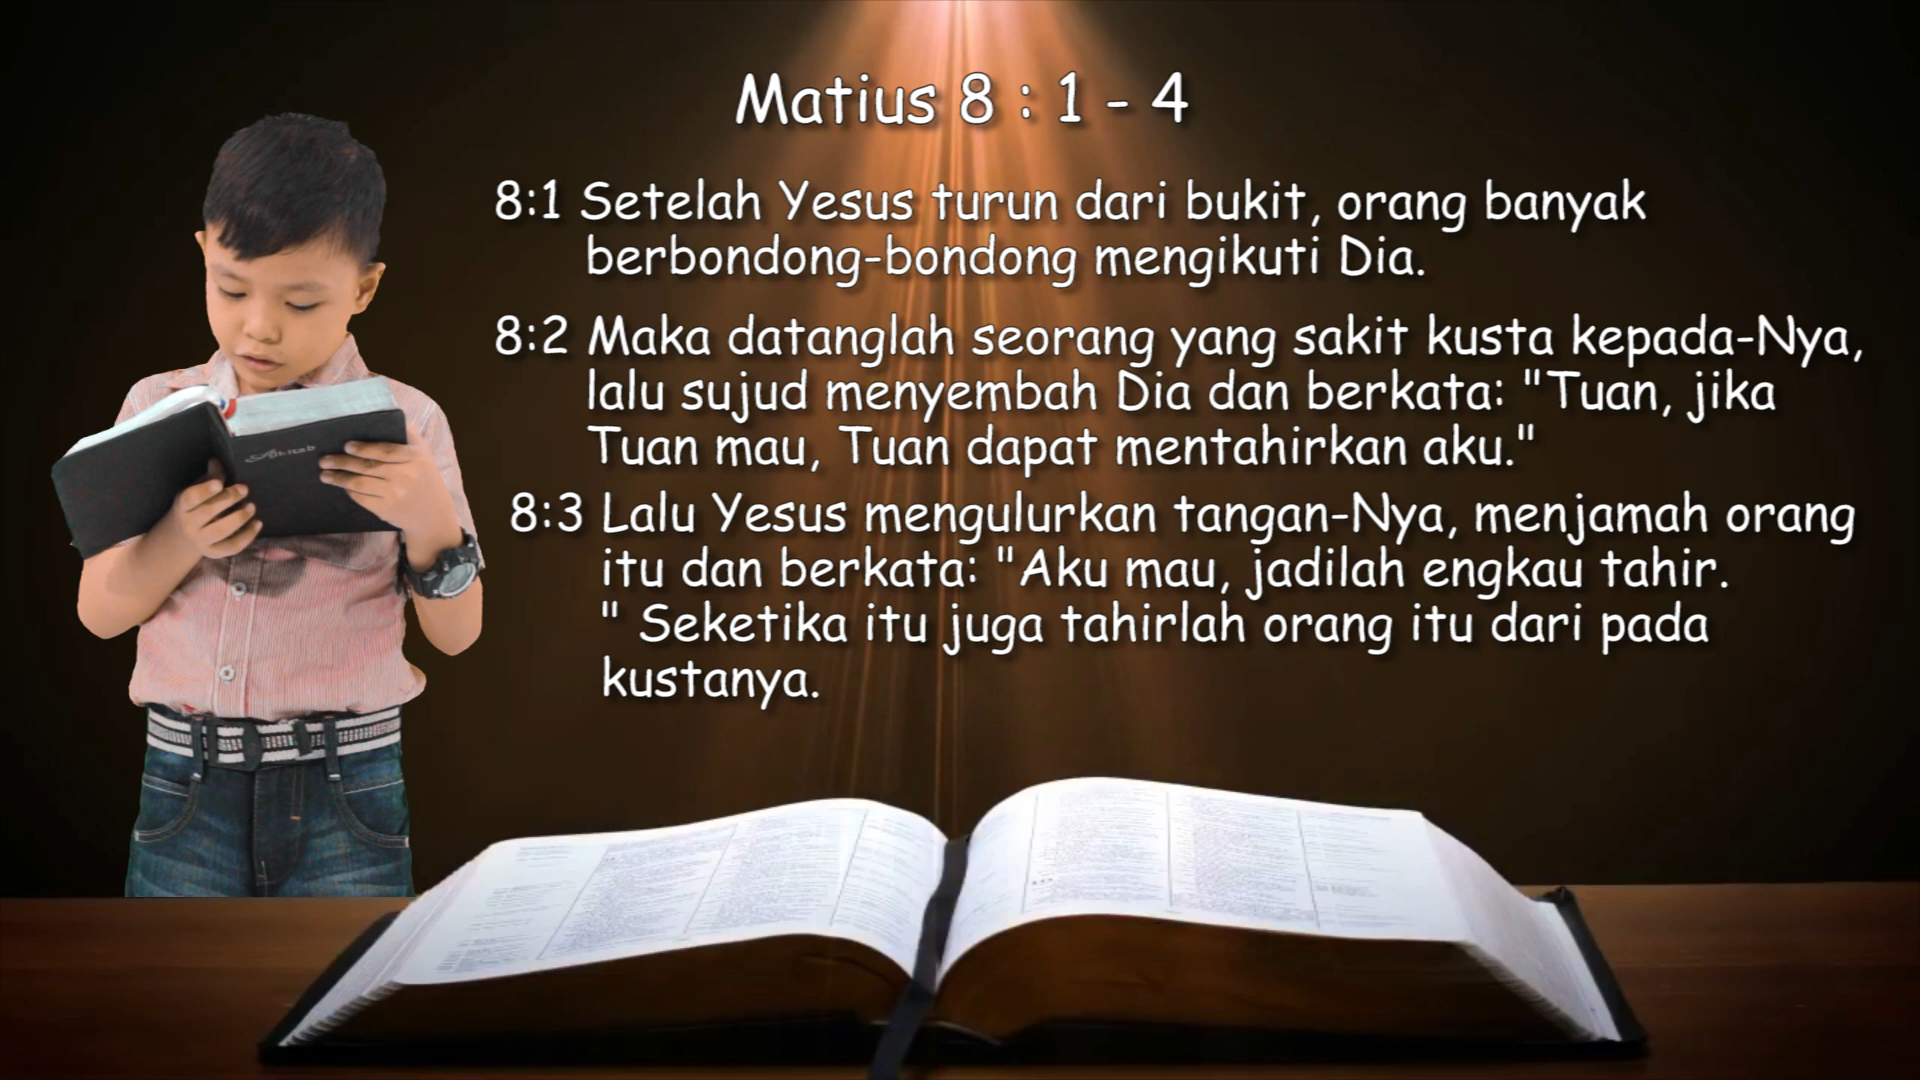 Matius 8 : 1 - 4
8:1 Setelah Yesus turun dari bukit, orang banyak
berbondong-bondong mengikuti Dia.
8:2 Maka datanglah seorang yang sakit kusta kepada-Nya,
lalu sujud menyembah Dia dan berkata: "Tuan, jika
Tuan mau, Tuan dapat mentahirkan aku."
8:3 Lalu Yesus mengulurkan tangan-Nya, menjamah orang
itu dan berkata: "Aku mau, jadilah engkau tahir.
" Seketika itu juga tahirlah orang itu dari pada
kustanya.
Alkitab